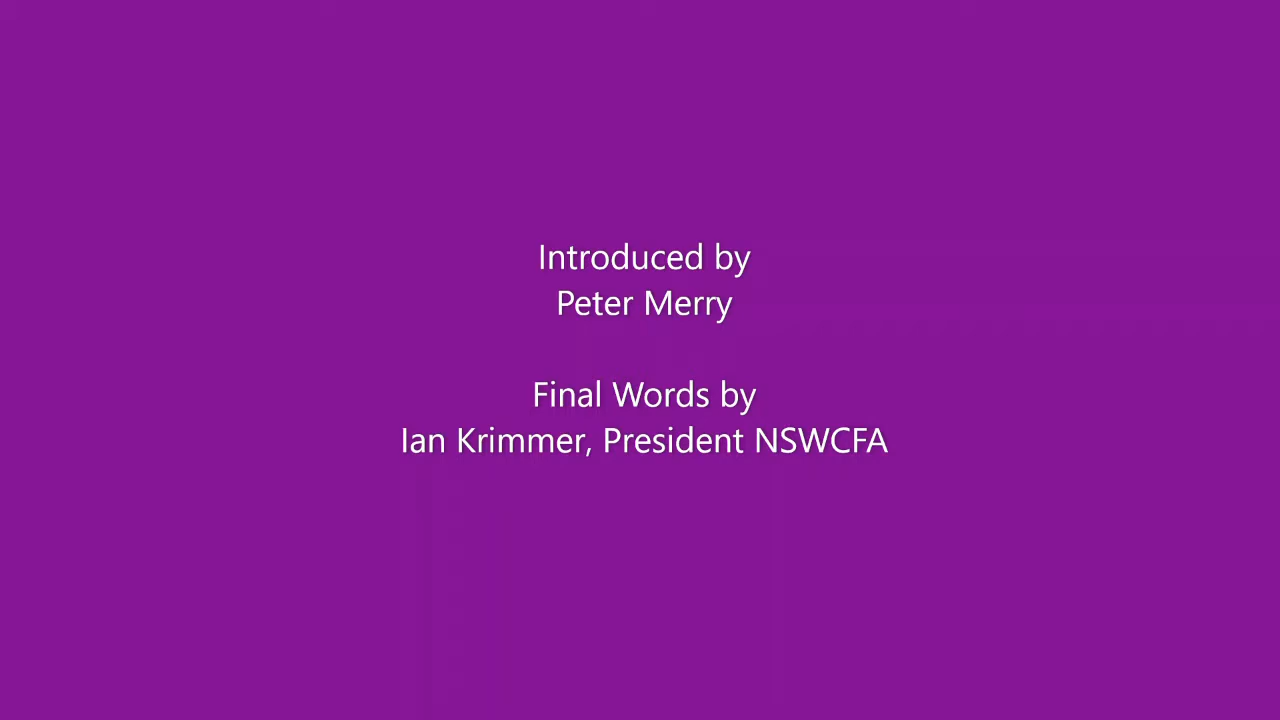 Introduced by
Peter Merry
Final Words by
Ian Krimmer, President NSWCFA